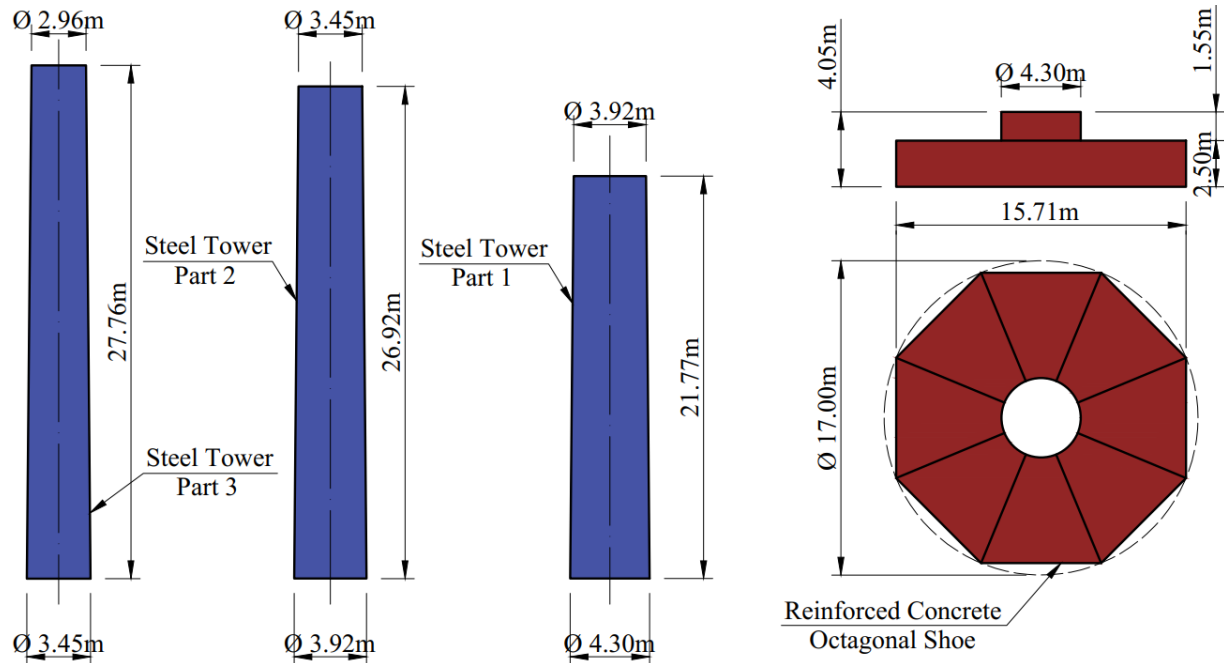 Ø 2.96m
27.76m
Steel Tower
Part 3
Ø 3.45m
Ø 3.45m
Steel Tower
Part 2
26.92m
Ø 3.92m
Ø 3.92m
Steel Tower
Part 1
21.77m
Ø 4.30m
4.05m
Ø 4.30m
1.55m
2.50m
15.71m
Ø 17.00m
Reinforced Concrete
Octagonal Shoe